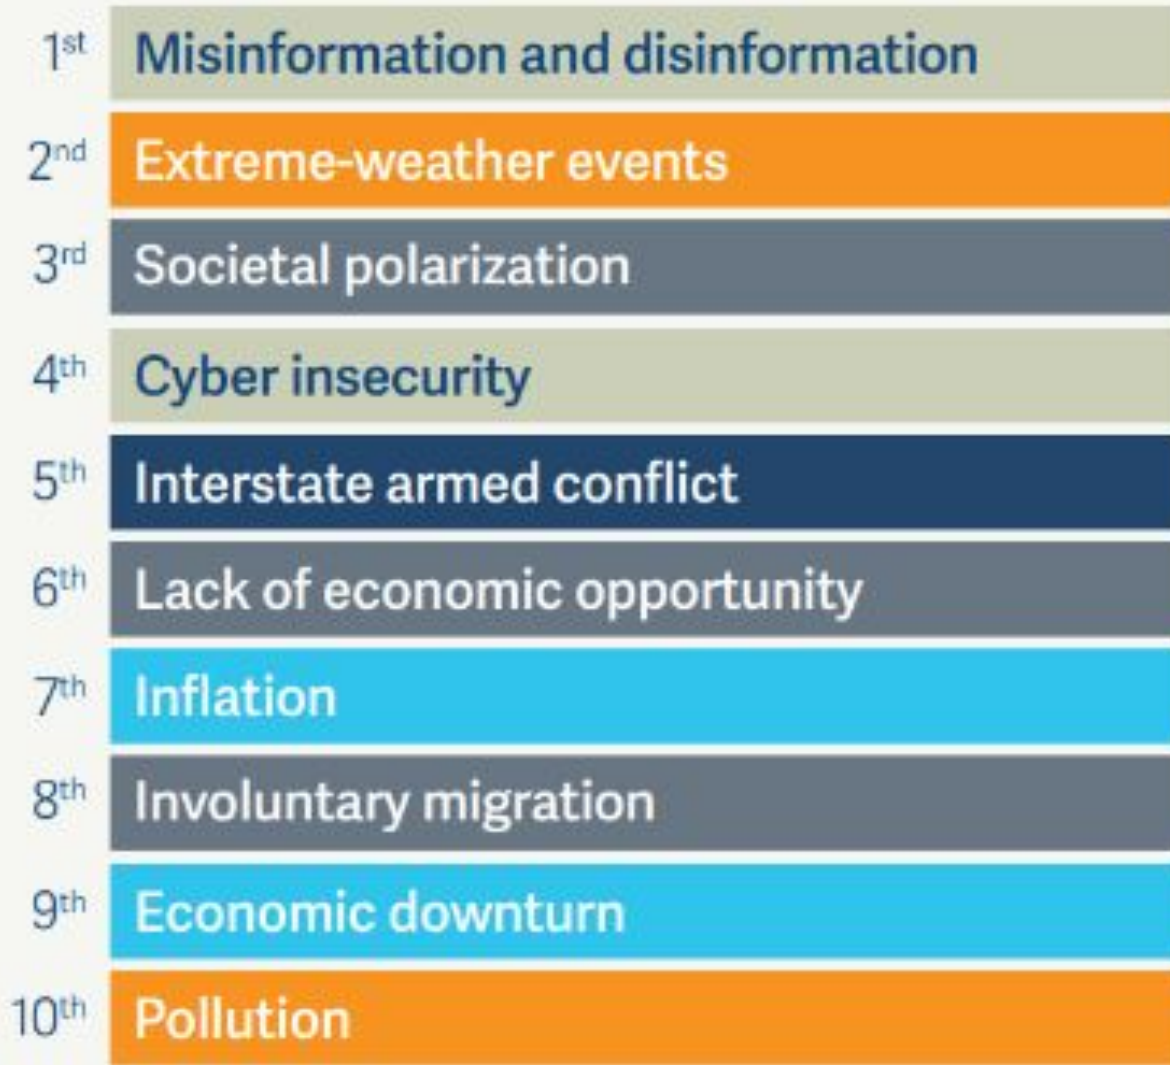 1st Misinformation and disinformation
2nd Extreme-weather events
3rd Societal polarization
4th Cyber insecurity
5th Interstate armed conflict
6th Lack of economic opportunity
7th Inflation
8th Involuntary migration
9th Economic downturn
10th Pollution